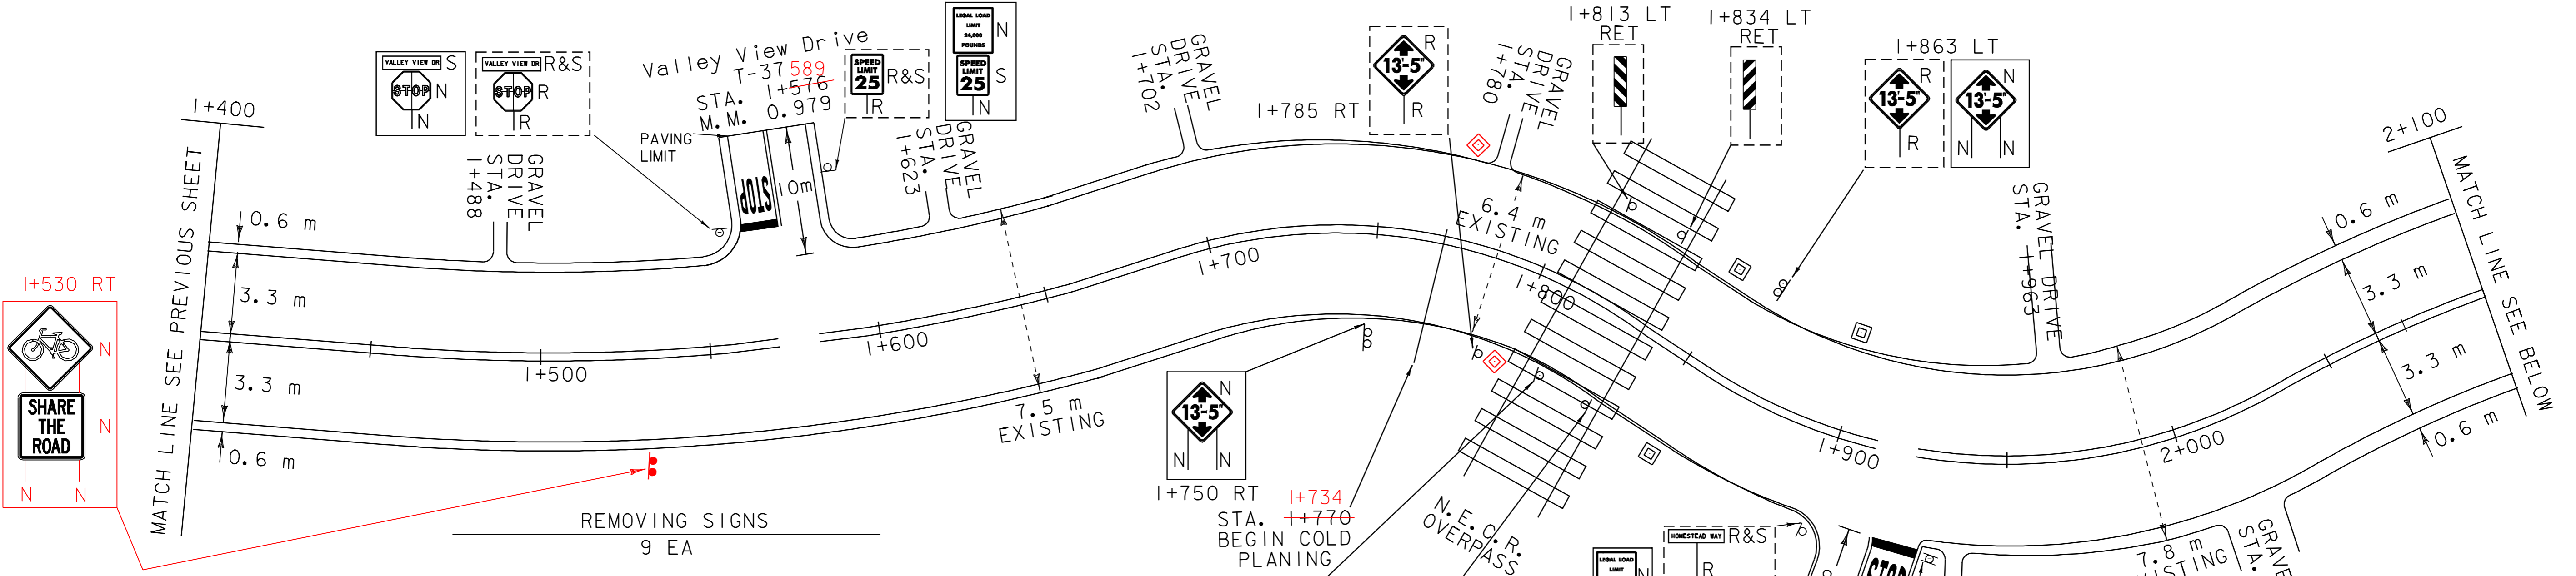 1+400
VALLEY VIEW DR S
STOP N
N
VALLEY VIEW DR R&S
STOP R
R
Valley View Drive
T-37 589
STA. 1+576
M.M. 0.979
PAVING
LIMIT
SPEED
LIMIT
25 R&S
R
LEGAL LOAD
LIMIT
24,000
POUNDS
N
SPEED
LIMIT
25
S
N
GRAVEL
DRIVE
STA.
1+488
STOP
10m
GRAVEL
DRIVE
STA.
1+623
GRAVEL
DRIVE
STA.
1+702
1+785 RT
13'-5"
R
R
GRAVEL
DRIVE
STA.
1+780
1+813 LT
RET
1+834 LT
RET
1+863 LT
13'-5"
R
R
13'-5"
N
N N
2+100
MATCH LINE SEE PREVIOUS SHEET
0.6 m
3.3 m
3.3 m
0.6 m
1+530 RT
N
SHARE
THE
ROAD
N
N N
1+500
1+600
1+700
1+800
1+900
2+000
7.5 m
EXISTING
6.4 m
EXISTING
GRAVEL DRIVE
STA. 1+963
0.6 m
3.3 m
3.3 m
0.6 m
MATCH LINE SEE BELOW
13'-5"
N
N N
1+750 RT
1+734
STA. 1+770
BEGIN COLD
PLANING
REMOVING SIGNS
9 EA
N.E.C.R.
OVERPASS
LEGAL LOAD
LIMIT
N
HOMESTEAD WAY R&S
R
STOP
7.8 m
STA.